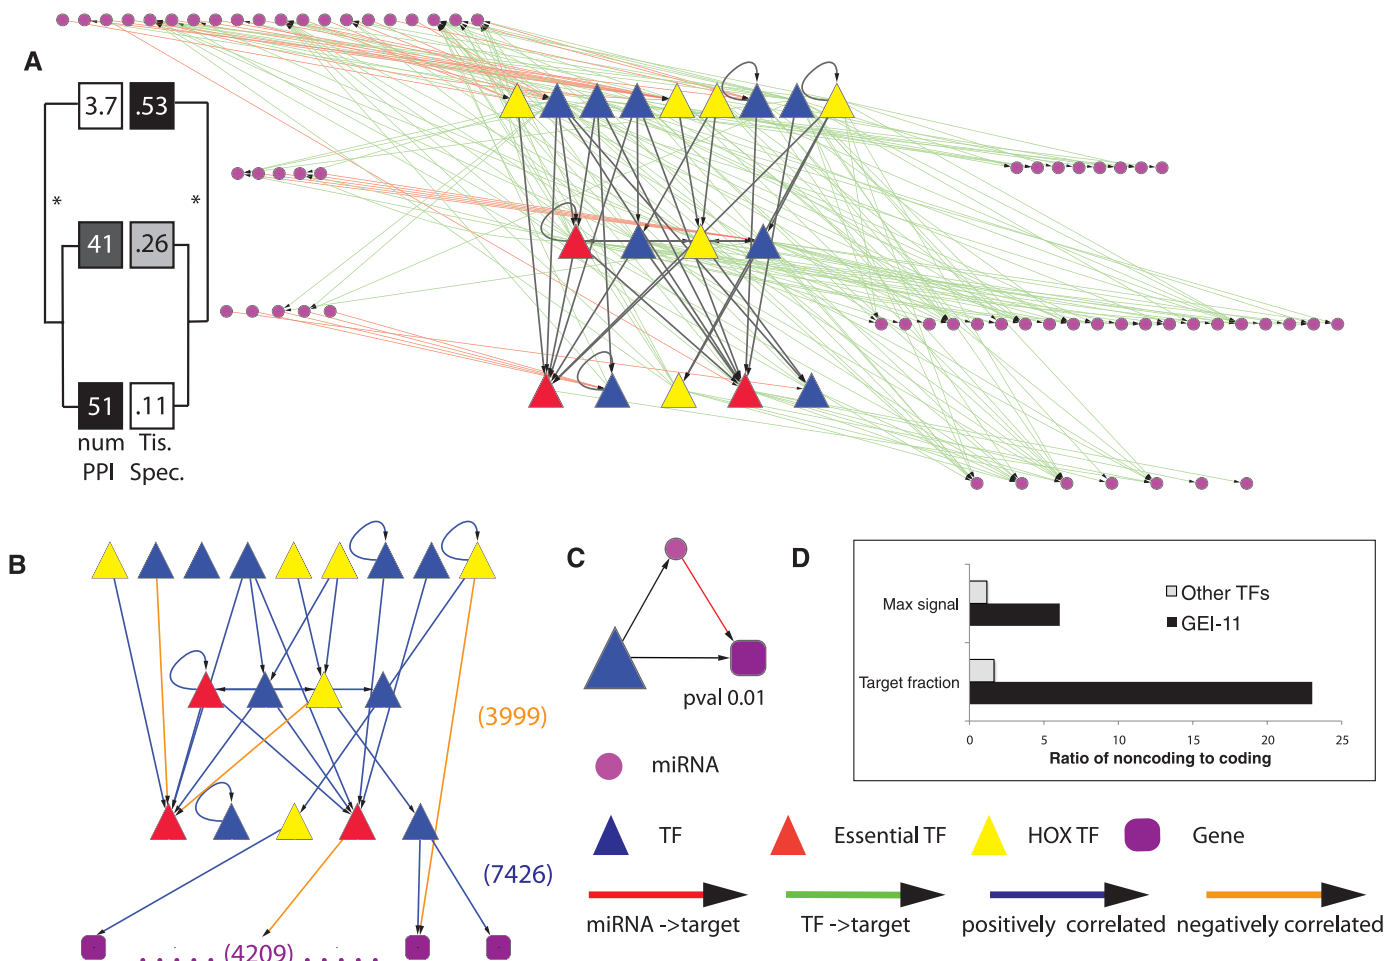 A
3.7 .53
* *
41 .26
51 .11
num Tis.
PPI Spec.
B
(3999)
(7426)
(4209)
C
pval 0.01
D
Max signal
Target fraction
Other TFs
GEI-11
0 5 10 15 20 25
Ratio of noncoding to coding
miRNA
TF Essential TF HOX TF Gene
miRNA ->target TF ->target positively correlated negatively correlated